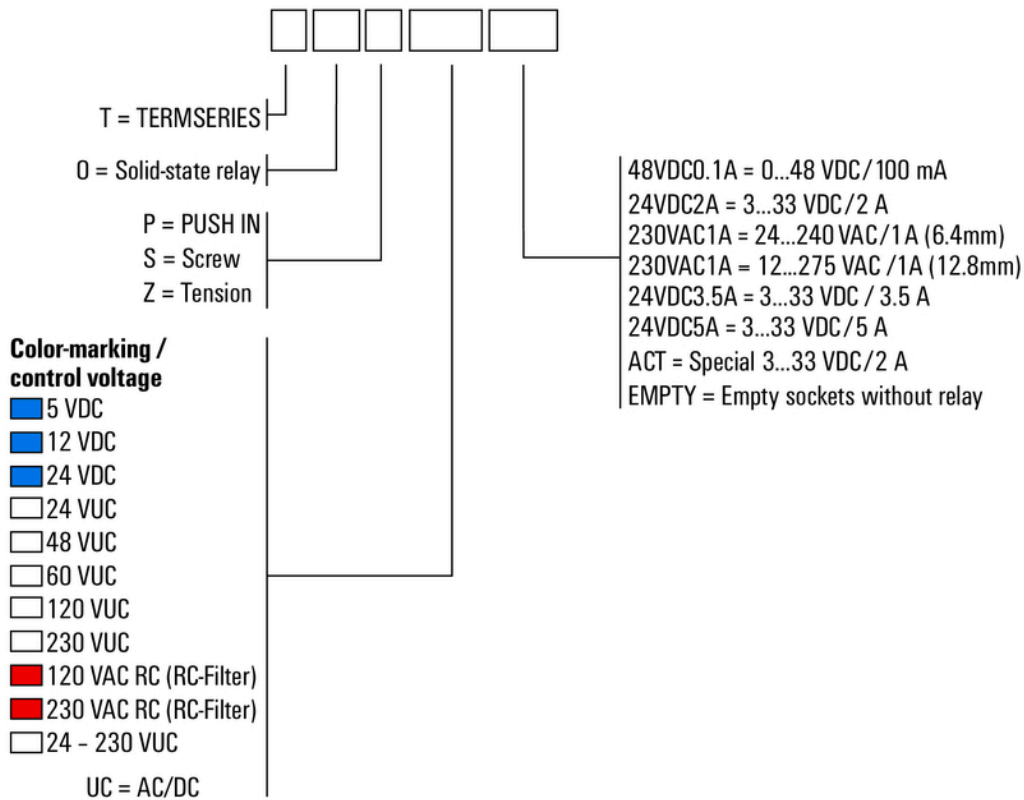 T = TERMSERIES
O = Solid-state relay
P = PUSH IN
S = Screw
Z = Tension
Color-marking /
control voltage
5 VDC
12 VDC
24 VDC
24 VUC
48 VUC
60 VUC
120 VUC
230 VUC
120 VAC RC (RC-Filter)
230 VAC RC (RC-Filter)
24 - 230 VUC
UC = AC/DC
48VDC0.1A = 0...48 VDC/100 mA
24VDC2A = 3...33 VDC/2 A
230VAC1A = 24...240 VAC/1A (6.4mm)
230VAC1A = 12...275 VAC /1A (12.8mm)
24VDC3.5A = 3...33 VDC / 3.5 A
24VDC5A = 3...33 VDC/5 A
ACT = Special 3...33 VDC/2 A
EMPTY = Empty sockets without relay